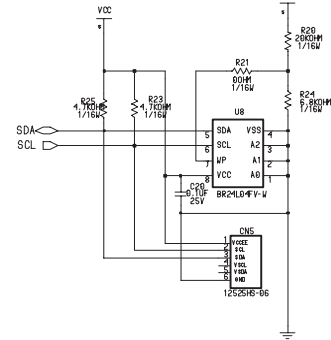 VCC
R20
20KOHM
1/16W
R21
0OHM
1/16W
R25
4.7KOHM
1/16W
R23
4.7KOHM
1/16W
R24
6.8KOHM
1/16W
U8
SDA
SCL
5 SDA VSS 4
6 SCL A2 3
7 WP A1 2
8 VCC A0 1
BR24L04FV-W
C20
0.1UF
25V
CN5
1 VCCEE
2 SCL
3 SDA
4 VSCL
5 VSDA
6 GND
12525HS-06